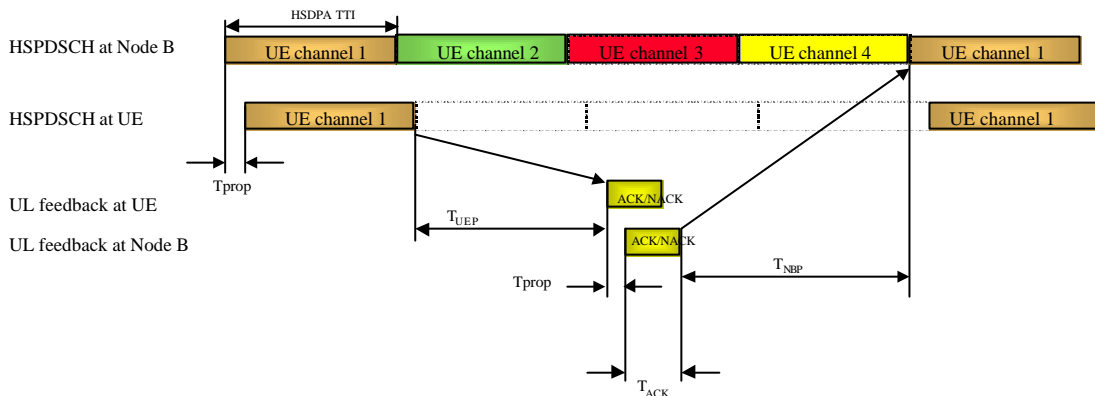 HSDPA TTI
HSPDSCH at Node B
UE channel 1
UE channel 2
UE channel 3
UE channel 4
UE channel 1
HSPDSCH at UE
UE channel 1
UE channel 1
Tprop
ACK/NACK
UL feedback at UE
TUEP
UL feedback at Node B
ACK/NACK
TNBP
Tprop
TACK